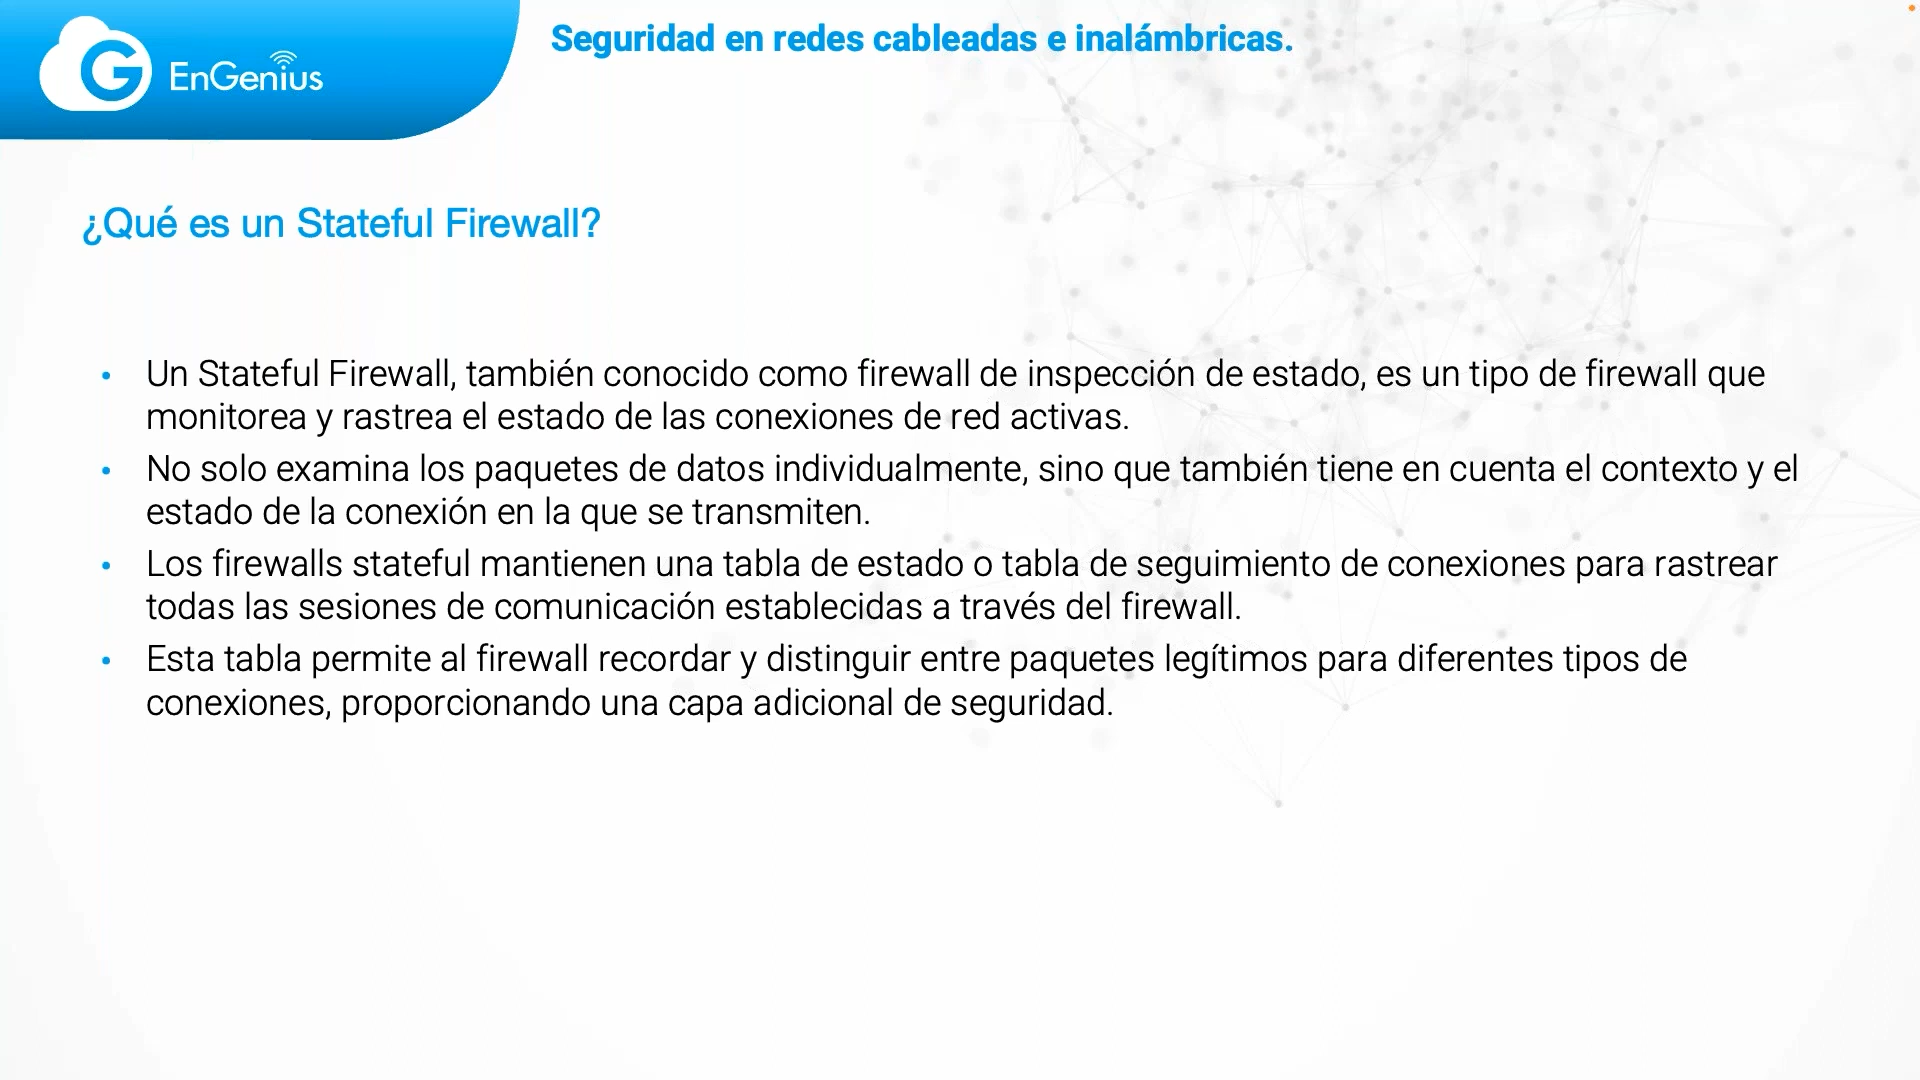 EnGenius
Seguridad en redes cableadas e inalámbricas.
¿Qué es un Stateful Firewall?
• Un Stateful Firewall, también conocido como firewall de inspección de estado, es un tipo de firewall que
monitorea y rastrea el estado de las conexiones de red activas.
• No solo examina los paquetes de datos individualmente, sino que también tiene en cuenta el contexto y el
estado de la conexión en la que se transmiten.
• Los firewalls stateful mantienen una tabla de estado o tabla de seguimiento de conexiones para rastrear
todas las sesiones de comunicación establecidas a través del firewall.
• Esta tabla permite al firewall recordar y distinguir entre paquetes legítimos para diferentes tipos de
conexiones, proporcionando una capa adicional de seguridad.